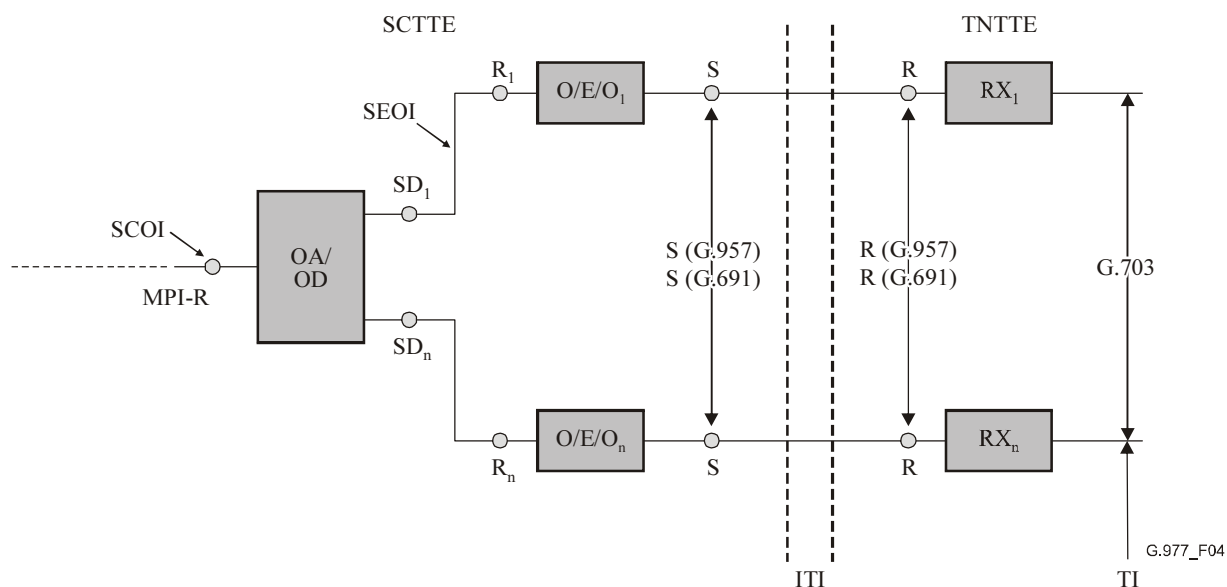 SCTTE
TNTTE
R1
O/E/O1
S
R
RX1
SEOI
SD1
SCOI
OA/
OD
S (G.957)
S (G.691)
R (G.957)
R (G.691)
G.703
MPI-R
SDn
O/E/On
RXn
Rn
S
R
G.977_F04
ITI
TI